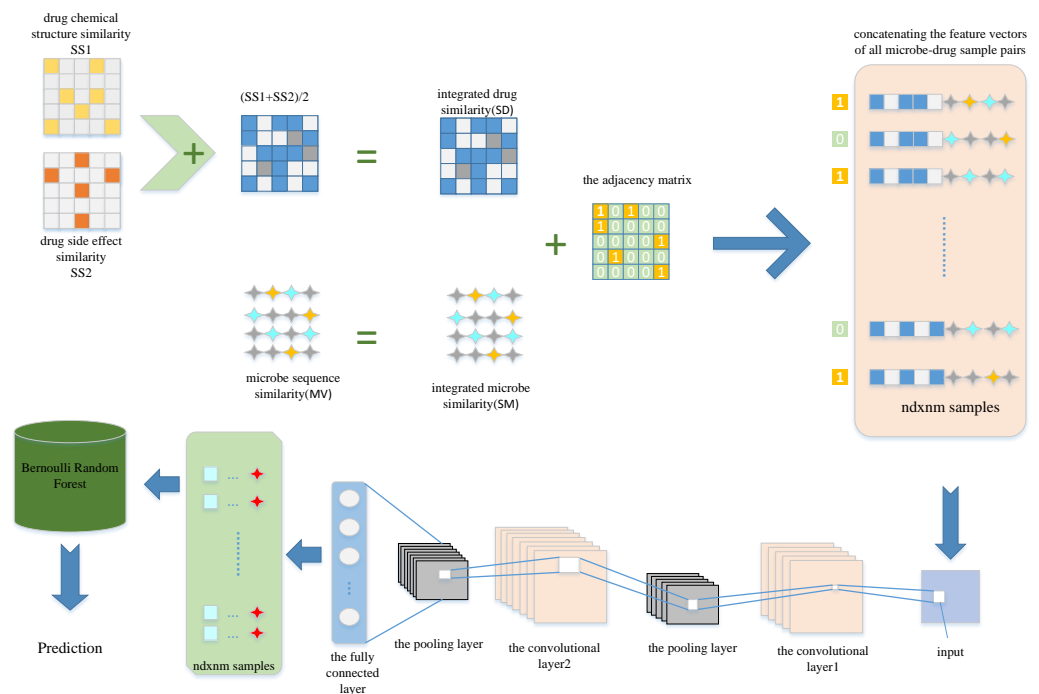 drug chemical
structure similarity
SS1
(SS1+SS2)/2
+
=
integrated drug
similarity(SD)
drug side effect
similarity
SS2
the adjacency matrix
+
1 0 1 0 0
1 0 0 0 0
0 0 0 0 1
0 1 0 0 0
0 0 0 0 1
=
microbe sequence
similarity(MV)
integrated microbe
similarity(SM)
concatenating the feature vectors
of all microbe-drug sample pairs
1
0
1
0
1
ndxnm samples
Bernoulli Random
Forest
Prediction
...
...
...
...
ndxnm samples
the fully
connected
layer
the pooling layer
the convolutional
layer2
the pooling layer
the convolutional
layer1
input